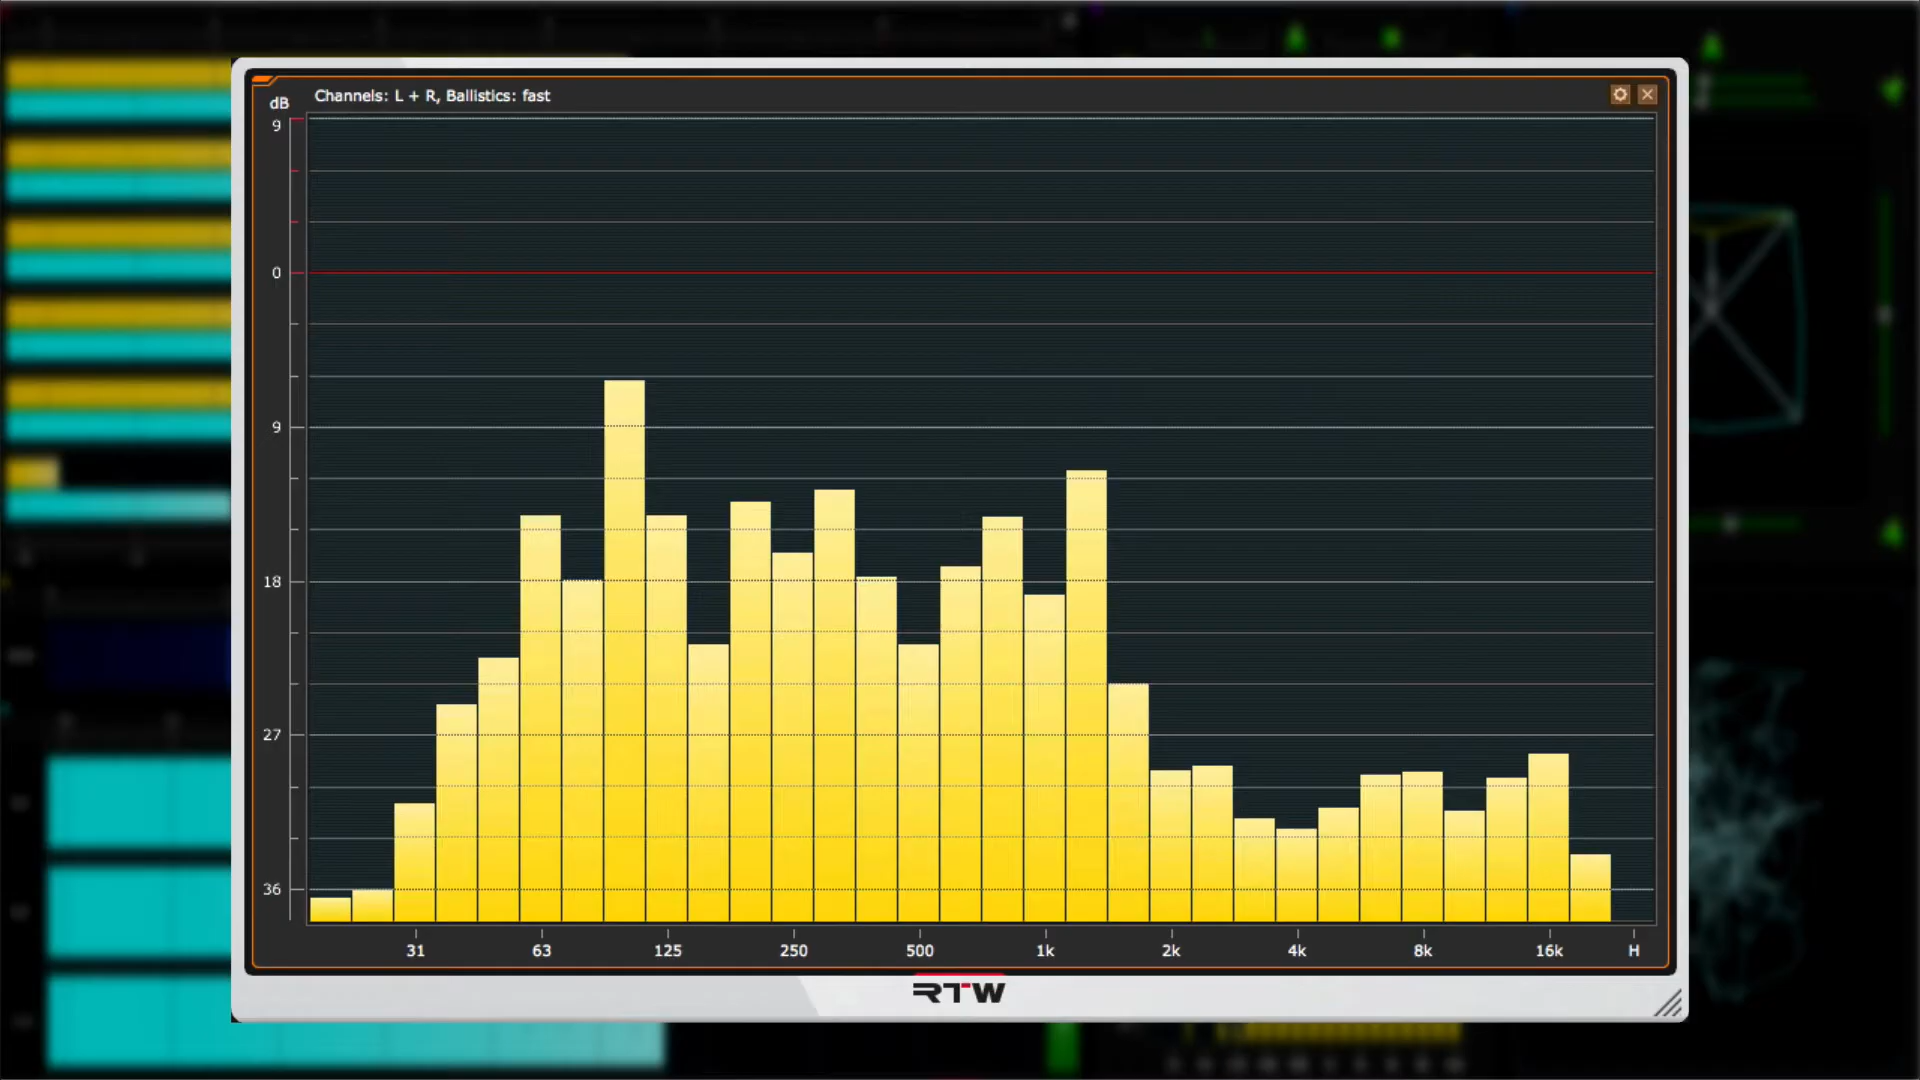 dB Channels: L + R, Ballistics: fast
9
0
9
18
27
36
31 63 125 250 500 1k 2k 4k 8k 16k H
RTW